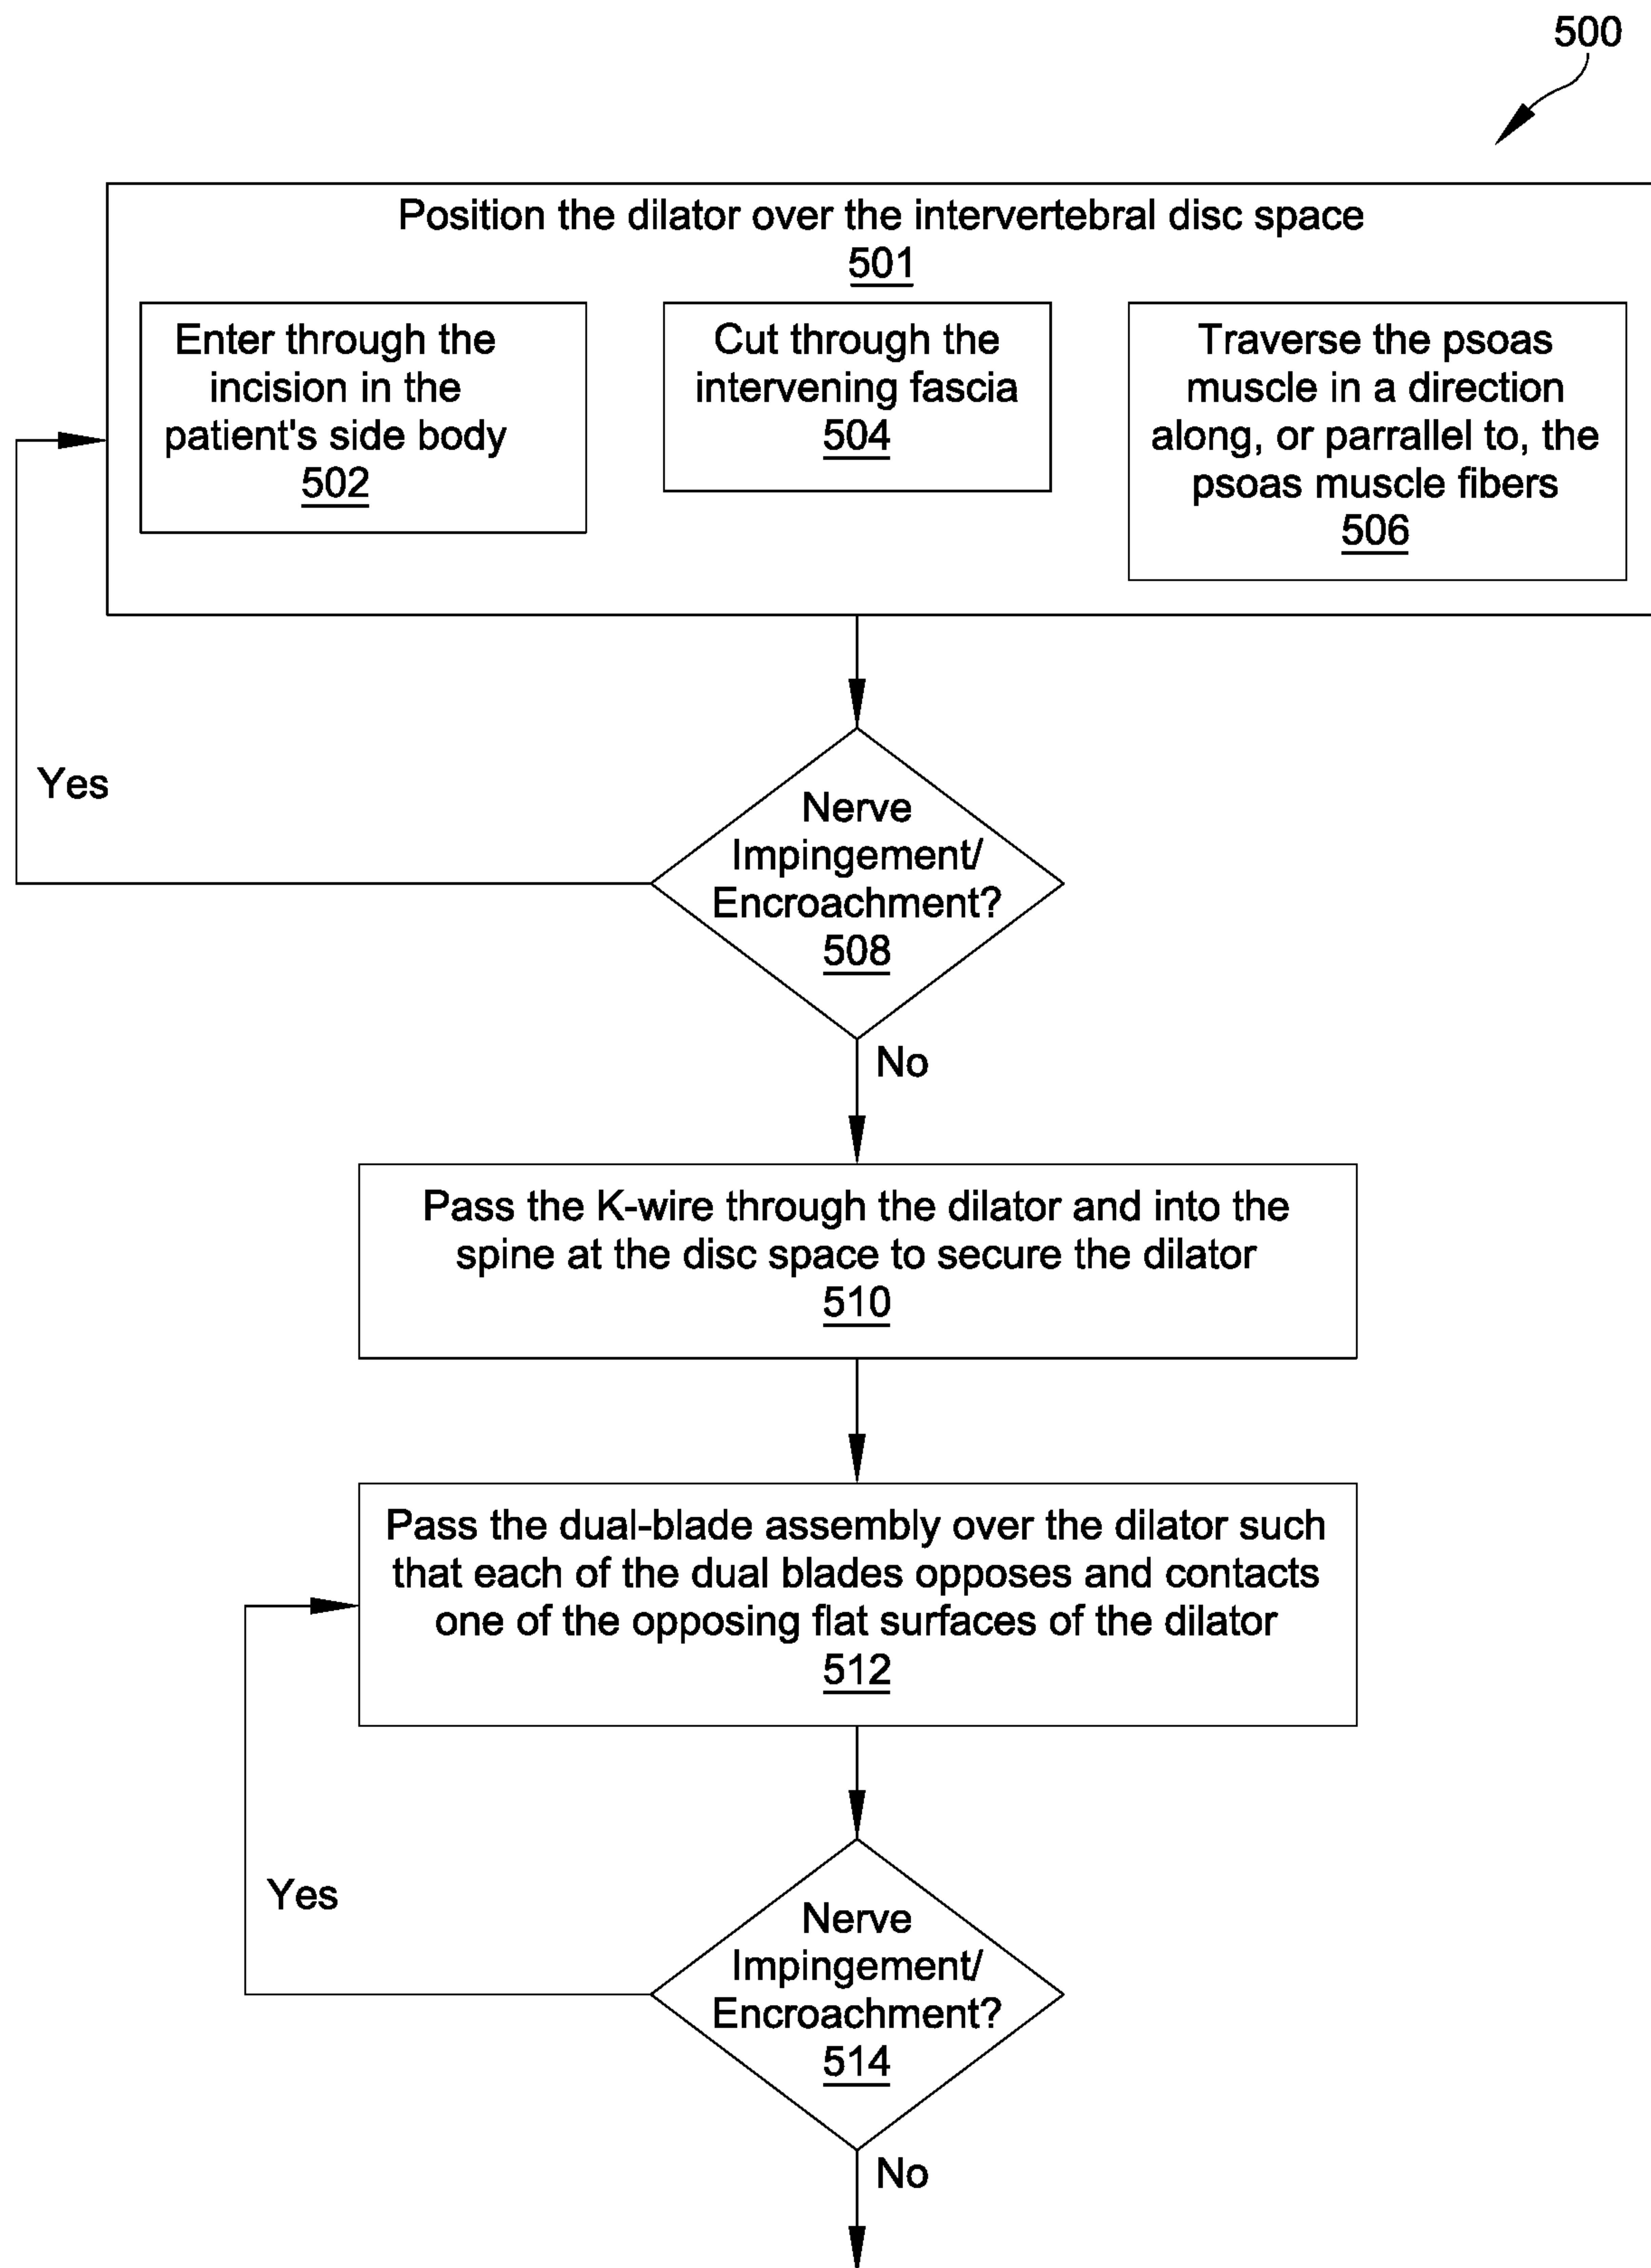 500
Position the dilator over the intervertebral disc space
501
Enter through the
incision in the
patient's side body
502
Cut through the
intervening fascia
504
Traverse the psoas
muscle in a direction
along, or parrallel to, the
psoas muscle fibers
506
Yes
Nerve
Impingement/
Encroachment?
508
No
Pass the K-wire through the dilator and into the
spine at the disc space to secure the dilator
510
Pass the dual-blade assembly over the dilator such
that each of the dual blades opposes and contacts
one of the opposing flat surfaces of the dilator
512
Yes
Nerve
Impingement/
Encroachment?
514
No